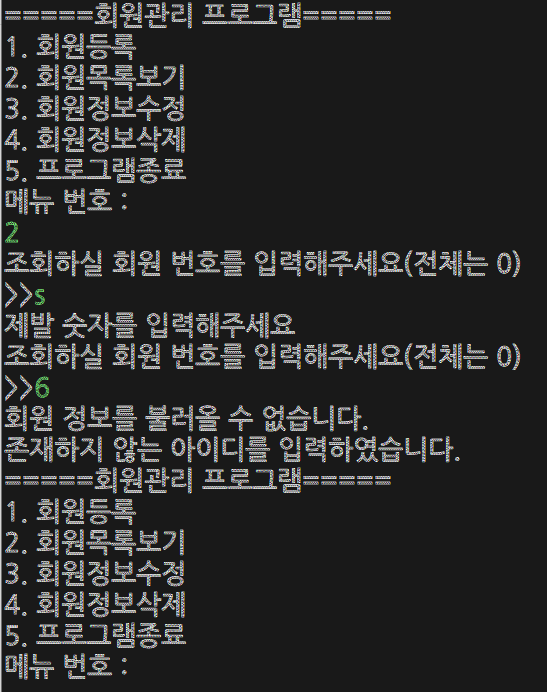 =====회원관리 프로그램=====
1. 회원등록
2. 회원목록보기
3. 회원정보수정
4. 회원정보삭제
5. 프로그램종료
메뉴 번호 :
2
조회하실 회원 번호를 입력해주세요(전체는 0)
>>s
제발 숫자를 입력해주세요
조회하실 회원 번호를 입력해주세요(전체는 0)
>>6
회원 정보를 불러올 수 없습니다.
존재하지 않는 아이디를 입력하였습니다.
=====회원관리 프로그램=====
1. 회원등록
2. 회원목록보기
3. 회원정보수정
4. 회원정보삭제
5. 프로그램종료
메뉴 번호 :